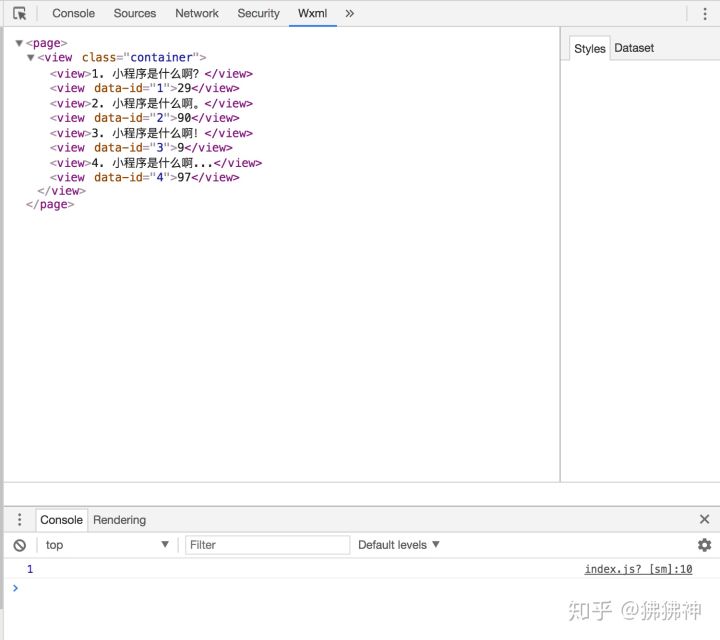 Console Sources Network Security Wxml »
<page>
<view class="container">
<view>1. 小程序是什么啊? </view>
<view data-id="1">29</view>
<view>2. 小程序是什么啊。</view>
<view data-id="2">90</view>
<view>3. 小程序是什么啊! </view>
<view data-id="3">9</view>
<view>4. 小程序是什么啊...</view>
<view data-id="4">97</view>
</view>
</page>
Styles Dataset
Console Rendering
top Filter Default levels
1 index.js? [sm]:10
知乎 @狒狒神